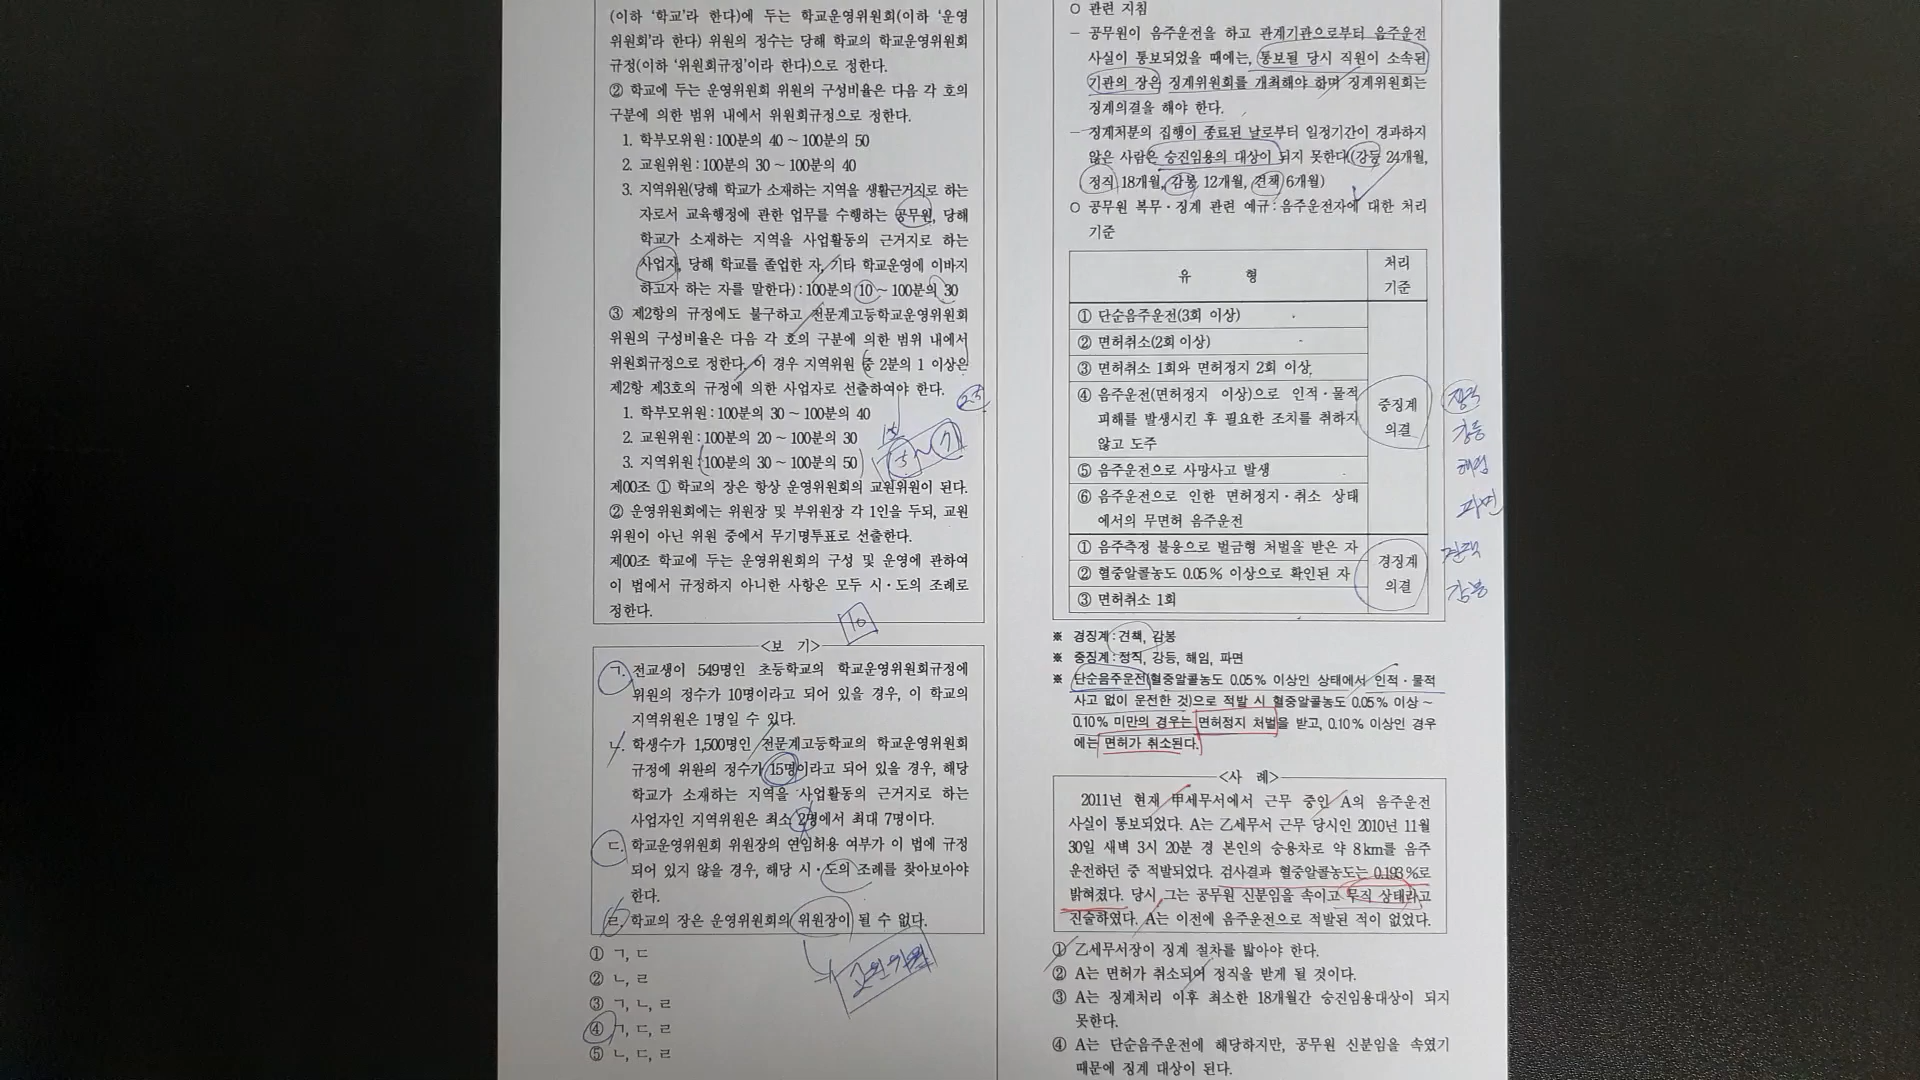 (이하 ‘학교’라 한다)에 두는 학교운영위원회(이하 ‘운영
위원회’라 한다) 위원의 정수는 당해 학교의 학교운영위원회
규정(이하 ‘위원회규정’이라 한다)으로 정한다.
② 학교에 두는 운영위원회 위원의 구성비율은 다음 각 호의
구분에 의한 범위 내에서 위원회규정으로 정한다.
1. 학부모위원 : 100분의 40 ~ 100분의 50
2. 교원위원 : 100분의 30 ~ 100분의 40
3. 지역위원(당해 학교가 소재하는 지역을 생활근거지로 하는
자로서 교육행정에 관한 업무를 수행하는 공무원, 당해
학교가 소재하는 지역을 사업활동의 근거지로 하는
사업자, 당해 학교를 졸업한 자, 기타 학교운영에 이바지
하고자 하는 자를 말한다) : 100분의 10 ~ 100분의 30
③ 제2항의 규정에도 불구하고 전문계고등학교운영위원회
위원의 구성비율은 다음 각 호의 구분에 의한 범위 내에서
위원회규정으로 정한다. 이 경우 지역위원 중 2분의 1 이상은
제2항 제3호의 규정에 의한 사업자로 선출하여야 한다.
1. 학부모위원 : 100분의 30 ~ 100분의 40
2. 교원위원 : 100분의 20 ~ 100분의 30
3. 지역위원 : 100분의 30 ~ 100분의 50
15
5 ~ 7
2.5
제00조 ① 학교의 장은 항상 운영위원회의 교원위원이 된다.
② 운영위원회에는 위원장 및 부위원장 각 1인을 두되, 교원
위원이 아닌 위원 중에서 무기명투표로 선출한다.
제00조 학교에 두는 운영위원회의 구성 및 운영에 관하여
이 법에서 규정하지 아니한 사항은 모두 시·도의 조례로
정한다.
10
<보 기>
ㄱ. 전교생이 549명인 초등학교의 학교운영위원회규정에
위원의 정수가 10명이라고 되어 있을 경우, 이 학교의
지역위원은 1명일 수 있다.
ㄴ. 학생수가 1,500명인 전문계고등학교의 학교운영위원회
규정에 위원의 정수가 15명이라고 되어 있을 경우, 해당
학교가 소재하는 지역을 사업활동의 근거지로 하는
사업자인 지역위원은 최소 2명에서 최대 7명이다.
ㄷ. 학교운영위원회 위원장의 연임허용 여부가 이 법에 규정
되어 있지 않을 경우, 해당 시·도의 조례를 찾아보아야
한다.
ㄹ. 학교의 장은 운영위원회의 위원장이 될 수 없다.
교원위원
① ㄱ, ㄷ
② ㄴ, ㄹ
③ ㄱ, ㄴ, ㄹ
④ ㄱ, ㄷ, ㄹ
⑤ ㄴ, ㄷ, ㄹ
○ 관련 지침
- 공무원이 음주운전을 하고 관계기관으로부터 음주운전
사실이 통보되었을 때에는, 통보될 당시 직원이 소속된
기관의 장은 징계위원회를 개최해야 하며 징계위원회는
징계의결을 해야 한다.
- 징계처분의 집행이 종료된 날로부터 일정기간이 경과하지
않은 사람은 승진임용의 대상이 되지 못한다(강등 24개월,
정직 18개월, 감봉 12개월, 견책 6개월)
○ 공무원 복무·징계 관련 예규 : 음주운전자에 대한 처리
기준
유 형
처리
기준
① 단순음주운전(3회 이상)
② 면허취소(2회 이상)
③ 면허취소 1회와 면허정지 2회 이상
④ 음주운전(면허정지 이상)으로 인적·물적
피해를 발생시킨 후 필요한 조치를 취하지
않고 도주
⑤ 음주운전으로 사망사고 발생
⑥ 음주운전으로 인한 면허정지·취소 상태
에서의 무면허 음주운전
중징계
의결
① 음주측정 불응으로 벌금형 처벌을 받은 자
② 혈중알콜농도 0.05% 이상으로 확인된 자
③ 면허취소 1회
경징계
의결
정직
강등
해임
파면
견책
감봉
※ 경징계 : 견책, 감봉
※ 중징계 : 정직, 강등, 해임, 파면
※ 단순음주운전(혈중알콜농도 0.05% 이상인 상태에서 인적·물적
사고 없이 운전한 것)으로 적발 시 혈중알콜농도 0.05% 이상 ~
0.10% 미만의 경우는 면허정지 처벌을 받고, 0.10% 이상인 경우
에는 면허가 취소된다.
<사 례>
2011년 현재 甲세무서에서 근무 중인 A의 음주운전
사실이 통보되었다. A는 乙세무서 근무 당시인 2010년 11월
30일 새벽 3시 20분 경 본인의 승용차로 약 8km를 음주
운전하던 중 적발되었다. 검사결과 혈중알콜농도는 0.193%로
밝혀졌다. 당시 그는 공무원 신분임을 속이고 무직 상태라고
진술하였다. A는 이전에 음주운전으로 적발된 적이 없었다.
① 乙세무서장이 징계 절차를 밟아야 한다.
② A는 면허가 취소되어 정직을 받게 될 것이다.
③ A는 징계처리 이후 최소한 18개월간 승진임용대상이 되지
못한다.
④ A는 단순음주운전에 해당하지만, 공무원 신분임을 속였기
때문에 징계 대상이 된다.